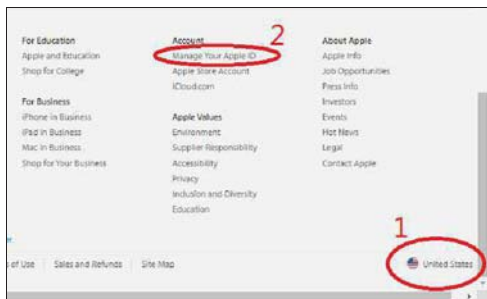 For Education
Apple and Education
Shop for College
For Business
iPhone in Business
iPad in Business
Mac in Business
Shop for Your Business
Account
2
Manage Your Apple ID
Apple Store Account
iCloud.com
Apple Values
Environment
Supplier Responsibility
Accessibility
Privacy
Inclusion and Diversity
Education
About Apple
Apple Info
Job Opportunities
Press Info
Investors
Events
Hot News
Legal
Contact Apple
1
of Use | Sales and Refunds | Site Map
United States